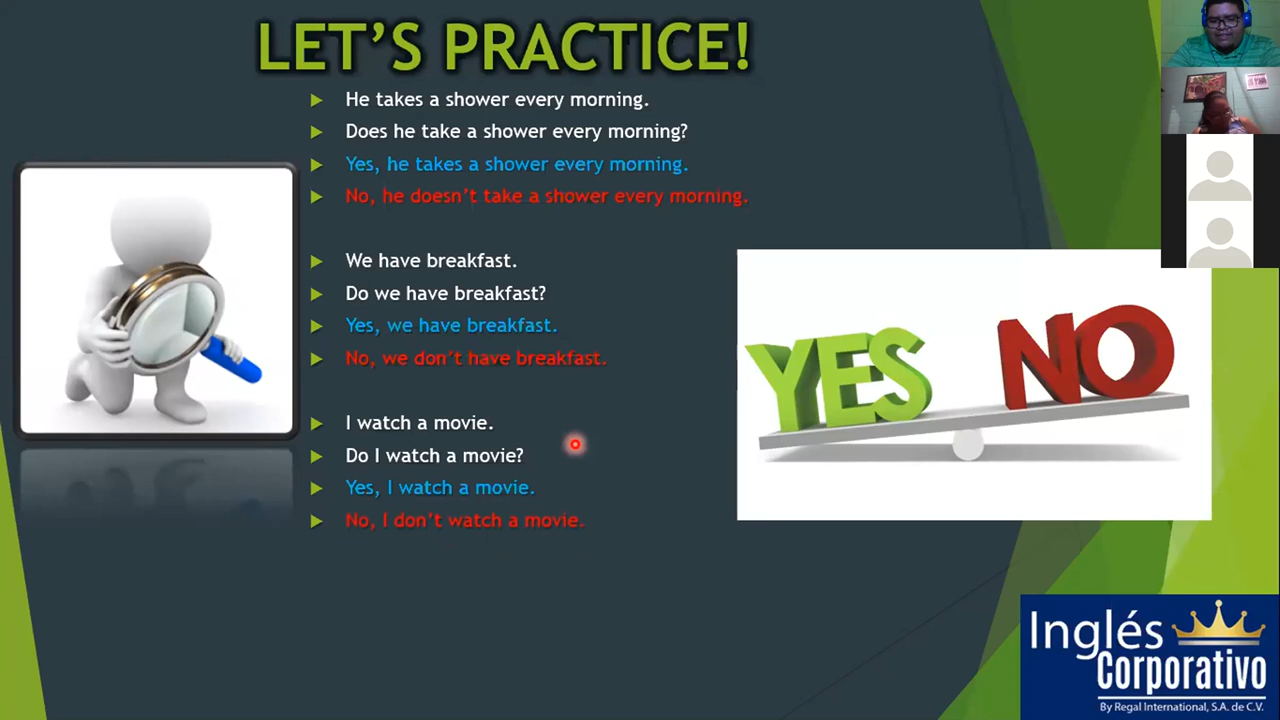 LET'S PRACTICE!
He takes a shower every morning.
Does he take a shower every morning?
Yes, he takes a shower every morning.
No, he doesn't take a shower every morning.
We have breakfast.
Do we have breakfast?
Yes, we have breakfast.
No, we don't have breakfast.
YES NO
I watch a movie.
Do I watch a movie?
Yes, I watch a movie.
No, I don't watch a movie.
Inglés
Corporativo
By Regal International, S.A. de C.V.